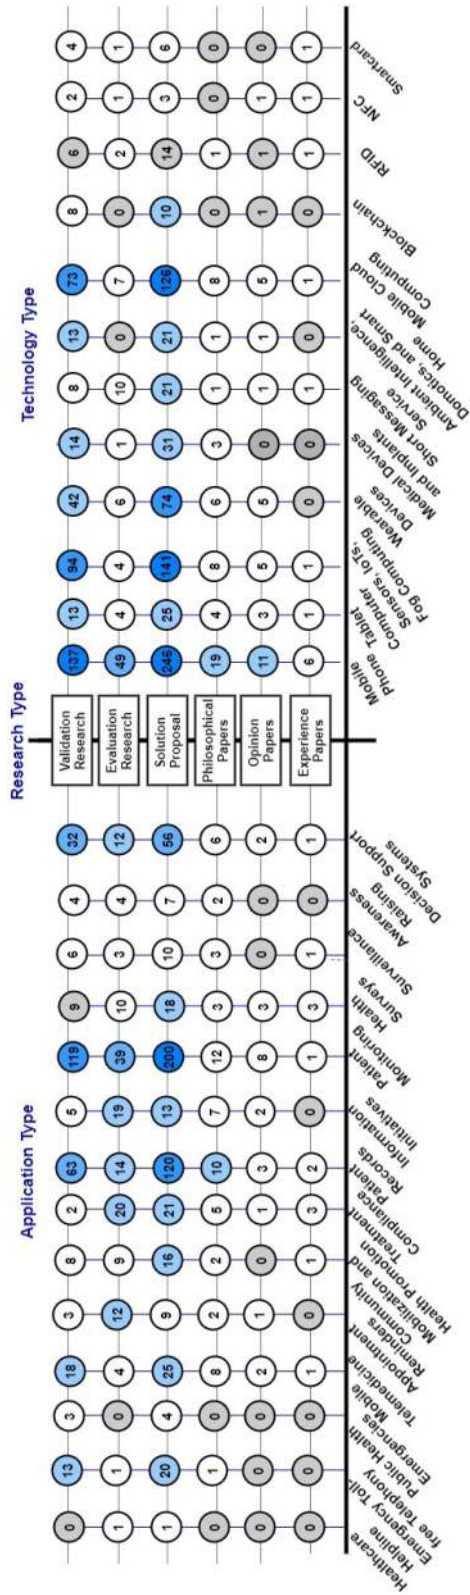 Research Type
Application Type
Technology Type
0 13 3 18 3 8 2 63 5 119 9 6 4 32
Validation
Research
137 13 94 42 14 8 13 73 8 6 2 4
1 1 0 4 12 9 20 14 19 39 10 3 4 12
Evaluation
Research
49 4 4 6 1 10 0 7 0 2 1 1
1 20 4 25 9 16 21 120 13 200 18 10 7 56
Solution
Proposal
246 25 141 74 31 21 21 126 10 14 3 6
0 1 0 8 2 2 5 10 7 12 3 3 2 6
Philosophical
Papers
19 4 8 6 3 1 1 8 0 1 0 0
0 0 0 2 1 0 1 3 2 8 3 0 0 2
Opinion
Papers
11 3 5 5 0 1 1 5 1 1 1 0
0 0 0 1 0 1 3 2 0 1 3 1 0 1
Experience
Papers
6 1 1 0 0 1 0 1 0 1 1 1
Healthcare
Helpline
Emergency Toll-
free Telephony
Public Health
Emergencies
Mobile
Telemedicine
Appointment
Reminders
Community
Mobilization and
Health Promotion
Treatment
Compliance
Patient
Records
Information
Initiatives
Patient
Monitoring
Health
Surveys
Surveillance
Awareness
Raising
Decision Support
Systems
Mobile
Phone
Tablet
Computer
Sensors, IoTs,
Fog Computing
Wearable
Devices
Medical Devices
and Implants
Short Messaging
Service
Ambient Intelligence,
Domotics, and Smart
Home
Mobile Cloud
Computing
Blockchain
RFID
NFC
Smartcard